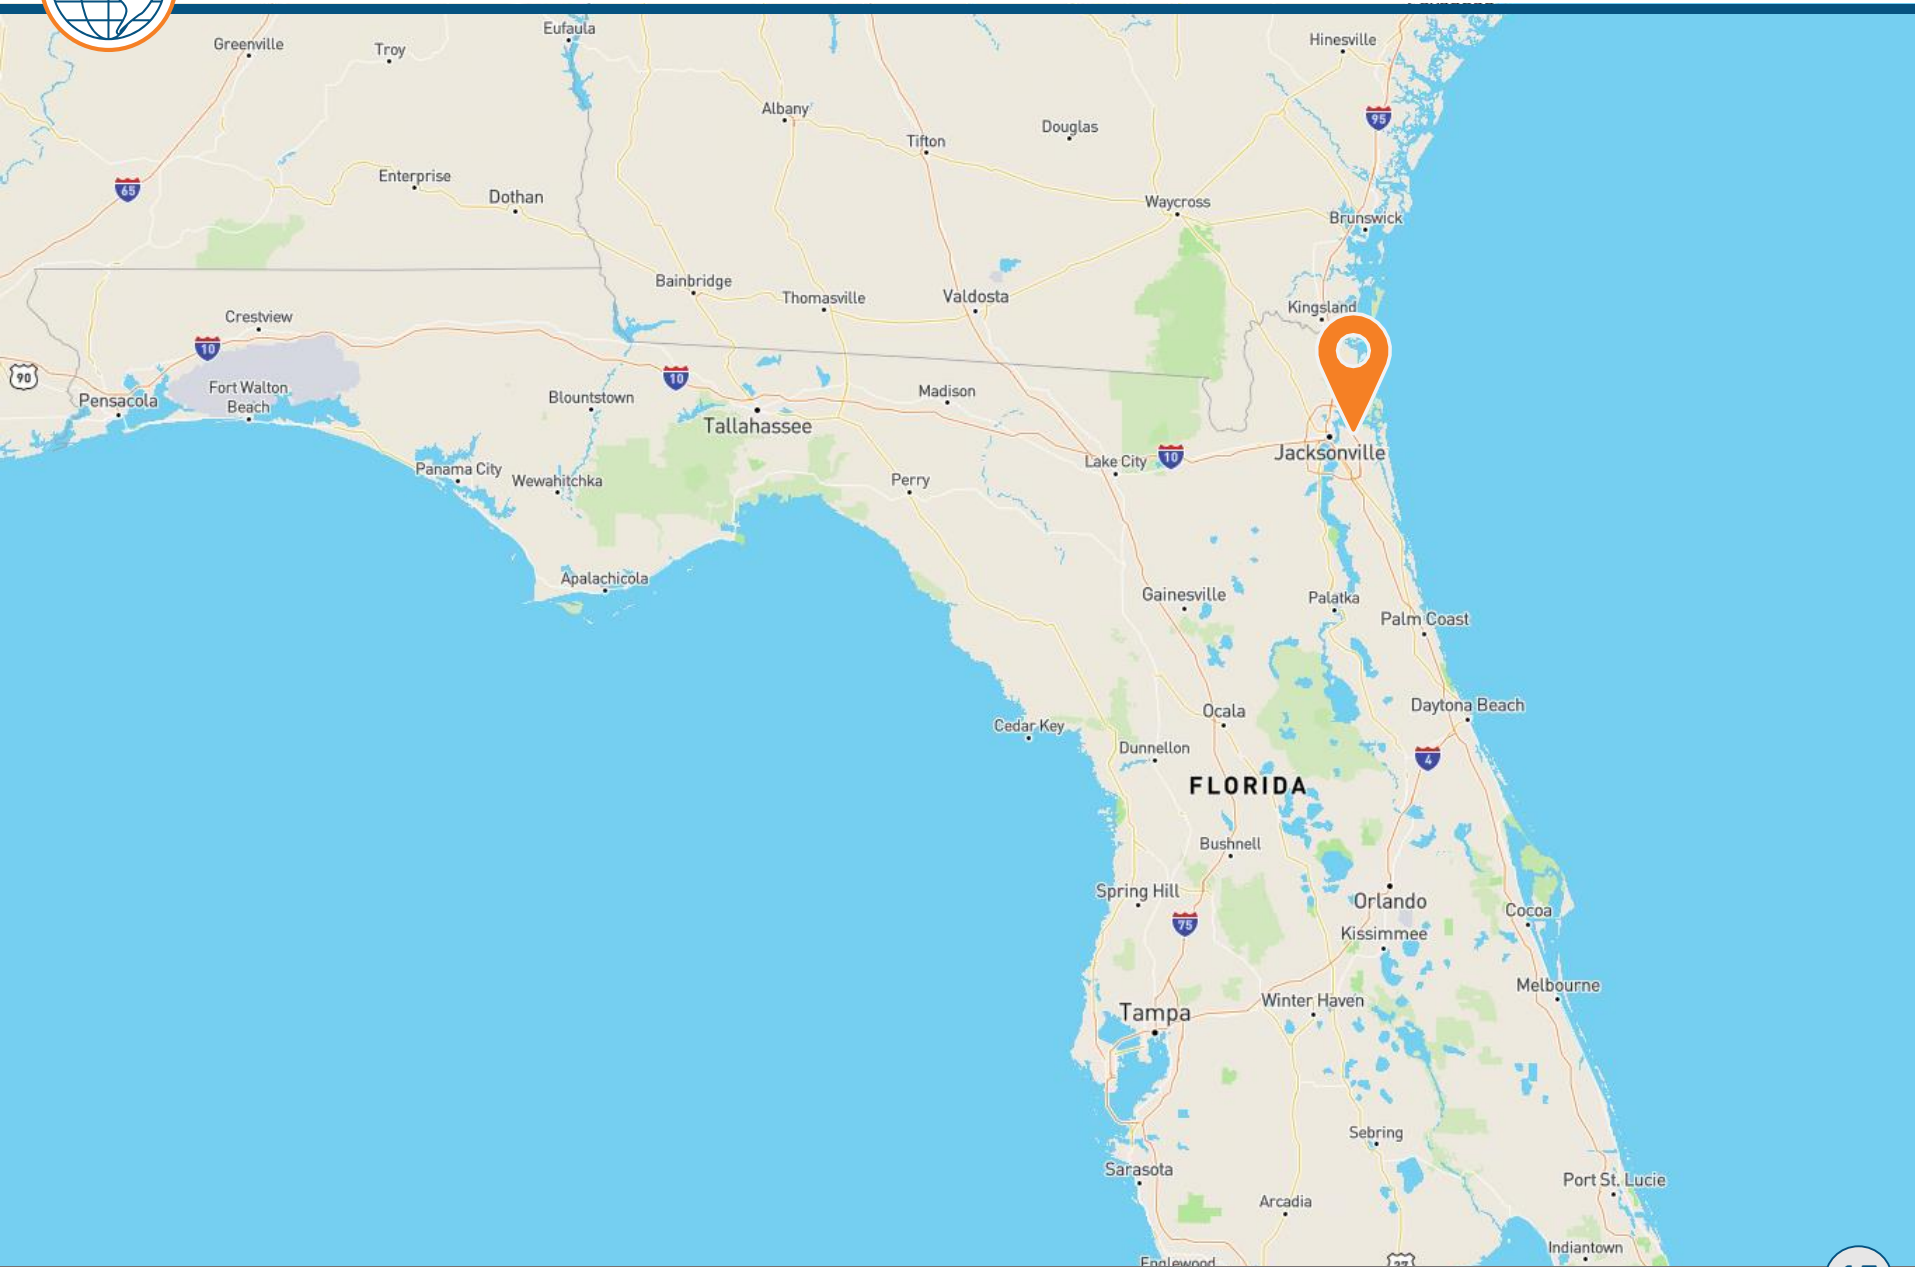 Greenville
Troy
Eufaula
Hinesville
Albany
95
Tifton
Douglas
Enterprise
65
Dothan
Waycross
Brunswick
Bainbridge
Thomasville
Valdosta
Kingsland
Crestview
10
90
Fort Walton
Beach
Pensacola
10
Blountstown
Madison
Tallahassee
Jacksonville
Lake City
10
Panama City
Wewahitchka
Perry
Apalachicola
Gainesville
Palatka
Palm Coast
Ocala
Daytona Beach
Cedar Key
Dunnellon
4
FLORIDA
Bushnell
Spring Hill
Orlando
Cocoa
75
Kissimmee
Melbourne
Winter Haven
Tampa
Sebring
Sarasota
Port St. Lucie
Arcadia
Indiantown
Englewood
27